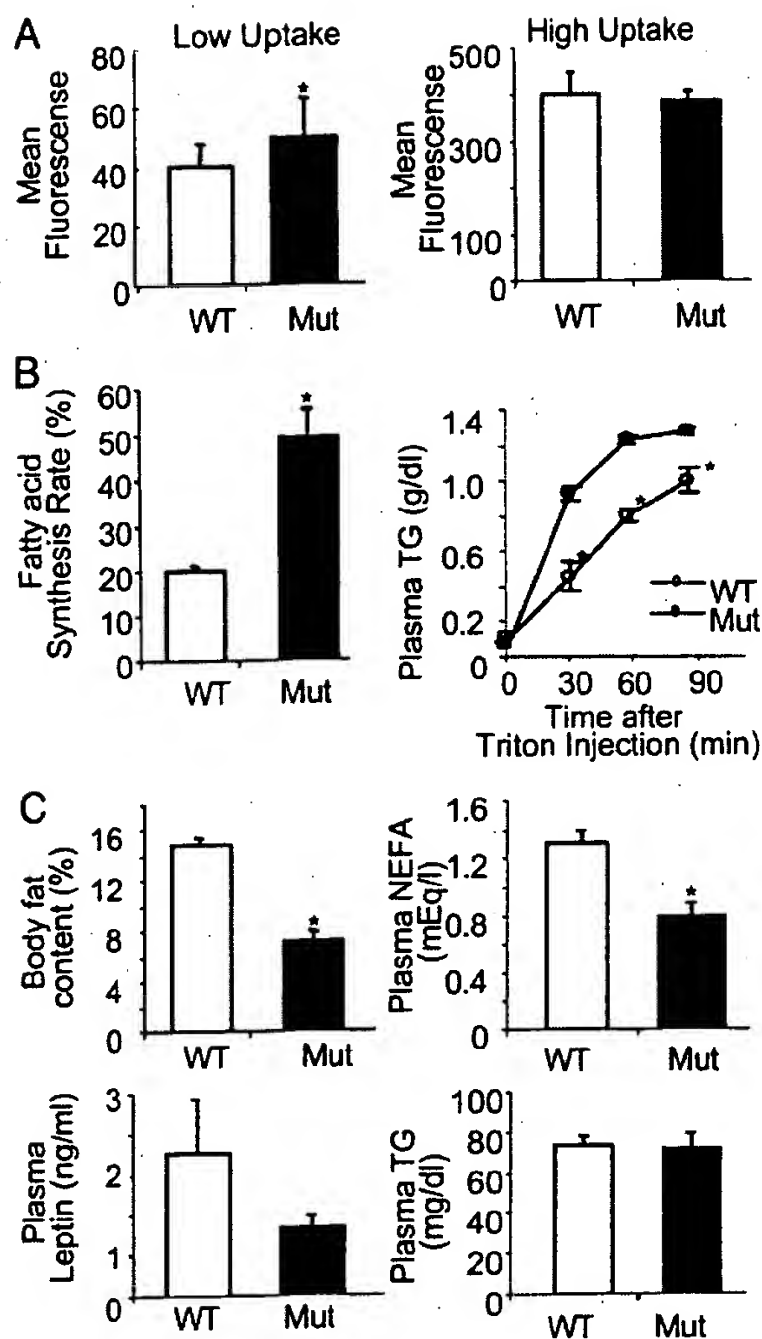 A
Low Uptake
High Uptake
Mean
Fluorescense
80
60
40
20
0
*
WT
Mut
Mean
Fluorescense
500
300
100
0
WT
Mut
B
Fatty acid
Synthesis Rate (%)
60
50
40
30
20
10
0
*
WT
Mut
Plasma TG (g/dl)
1.4
1.0
0.6
0.2
*
*
*
WT
Mut
0
30
60
90
Time after
Triton Injection (min)
C
Body fat
content (%)
16
12
8
4
0
*
WT
Mut
Plasma NEFA
(mEq/l)
1.6
1.2
0.8
0.4
0
*
WT
Mut
Plasma
Leptin (ng/ml)
3
2
1
0
WT
Mut
Plasma TG
(mg/dl)
100
80
60
40
20
0
WT
Mut